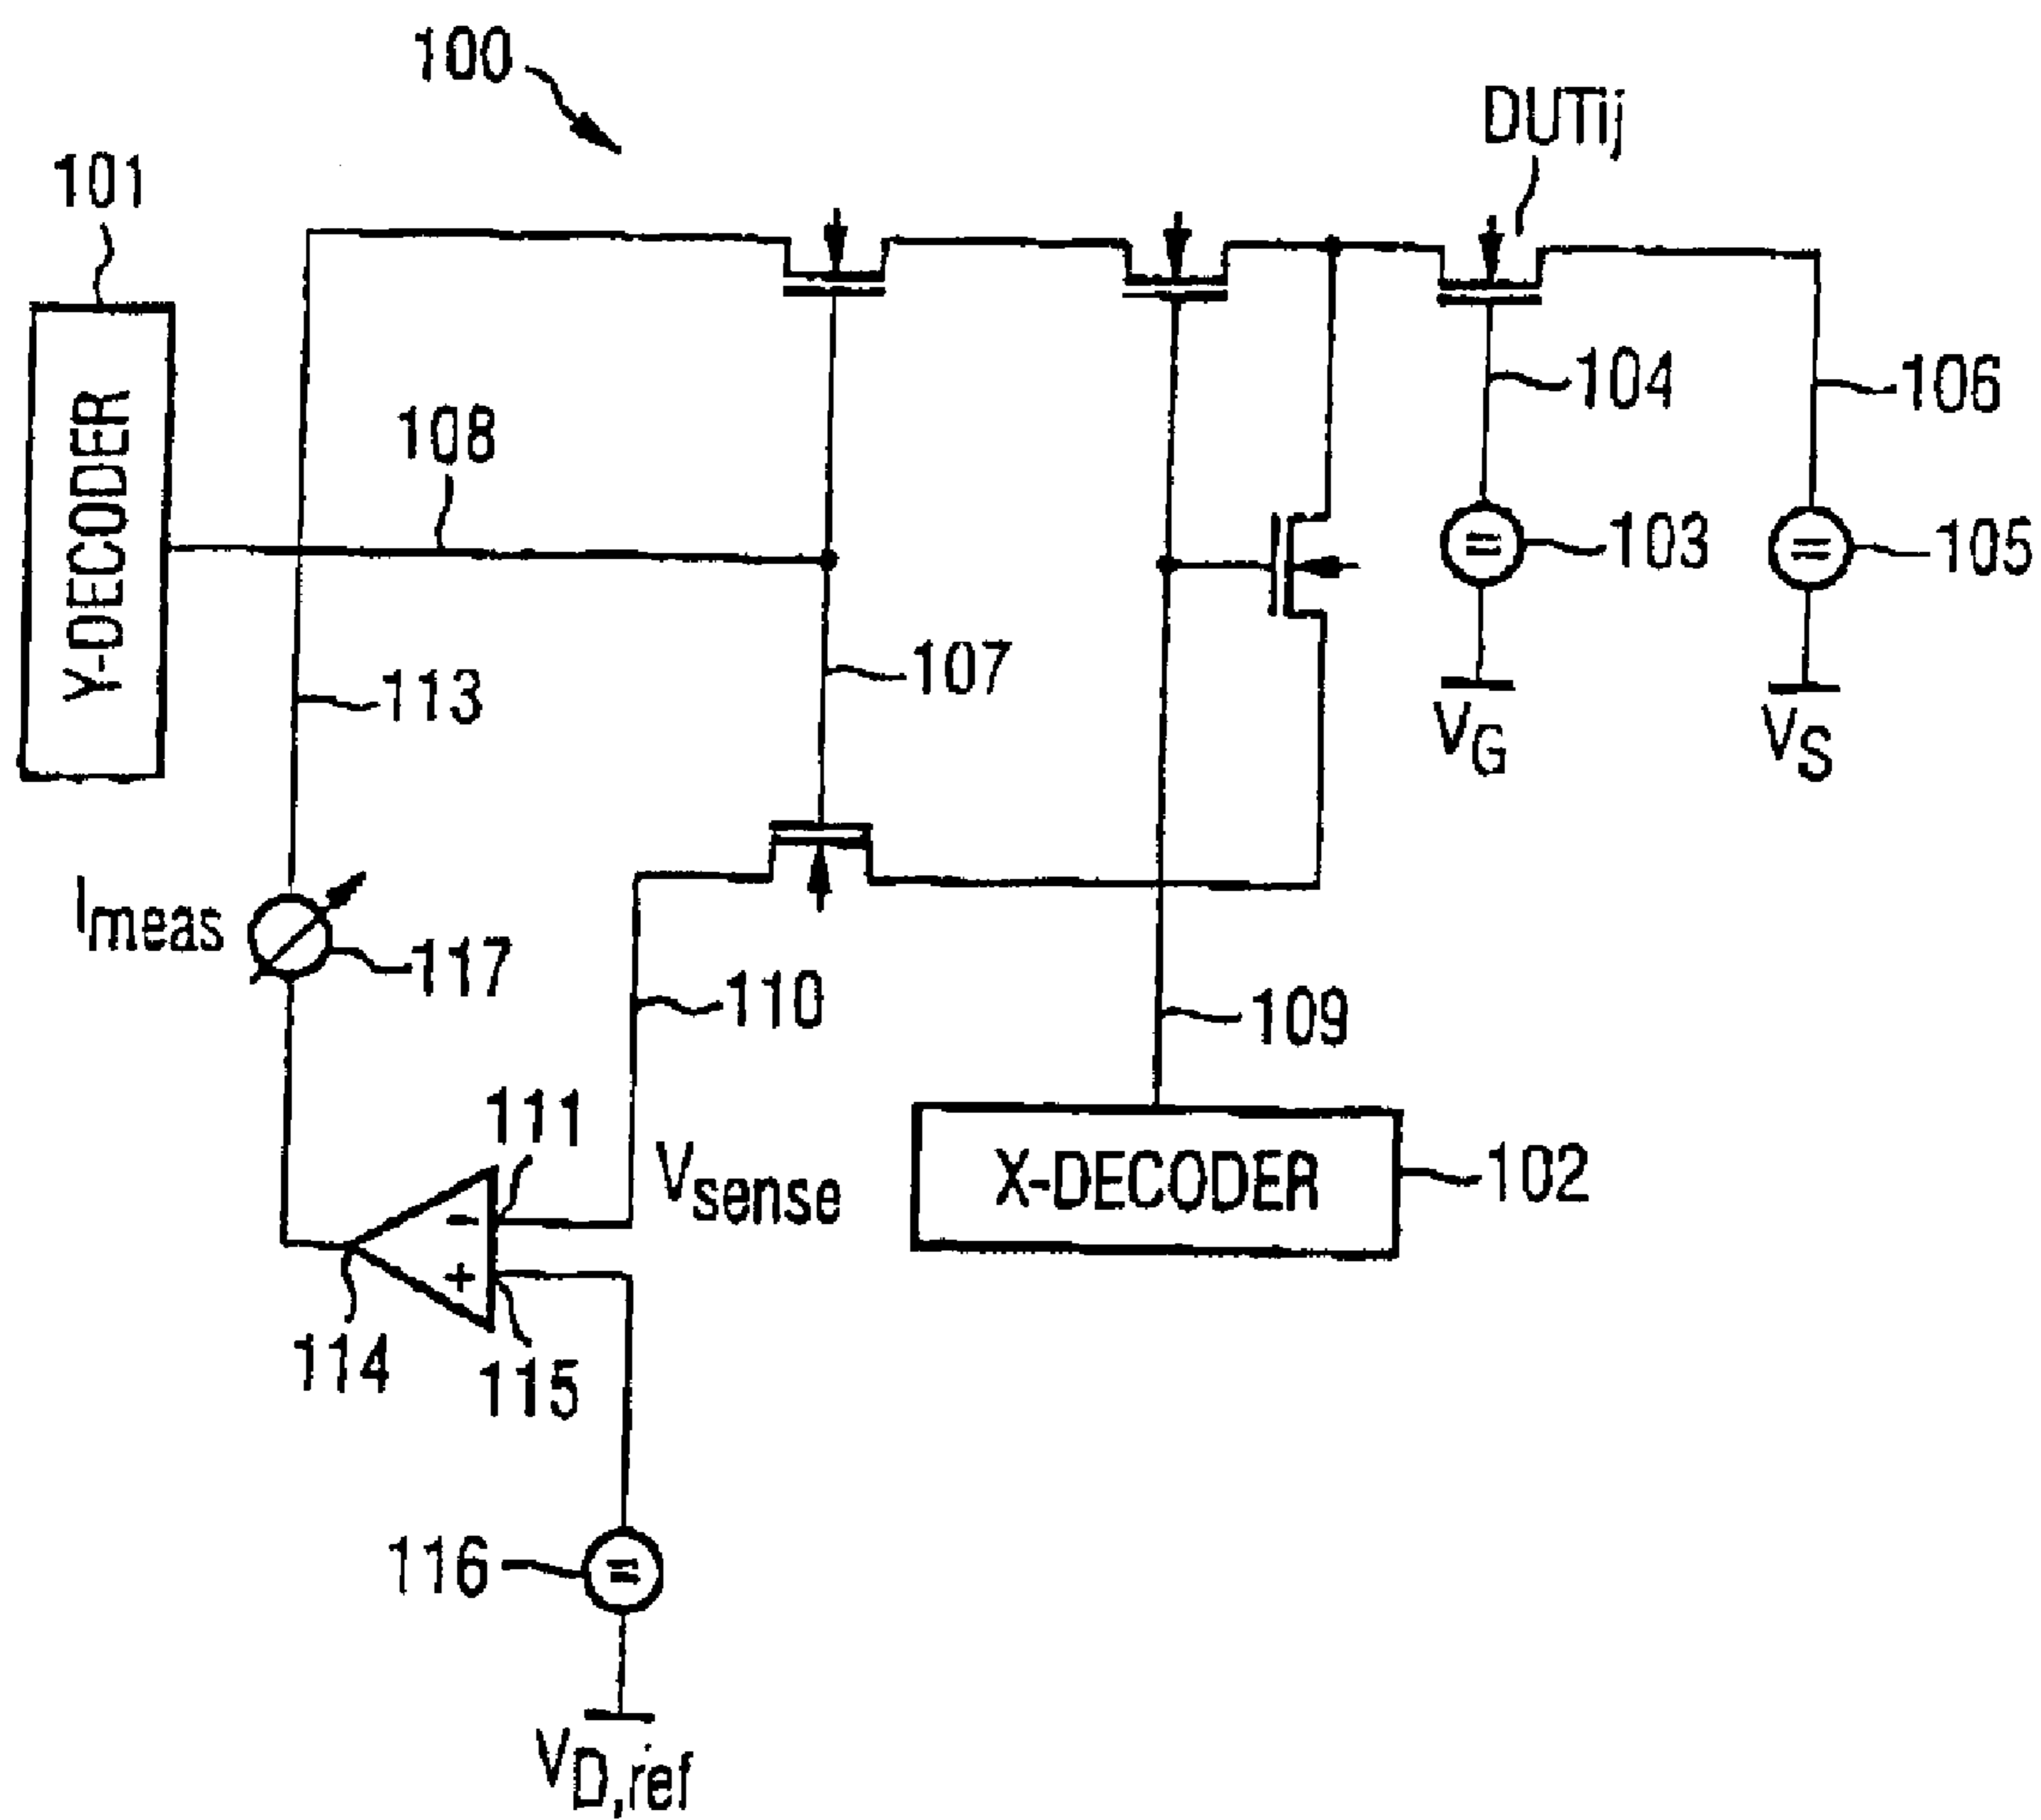 100
DUTij
101
Y-DECODER
108
104
106
103
105
107
113
VG
VS
Imeas
117
110
109
111
Vsense
X-DECODER
102
114
115
116
VD,ref
-
+